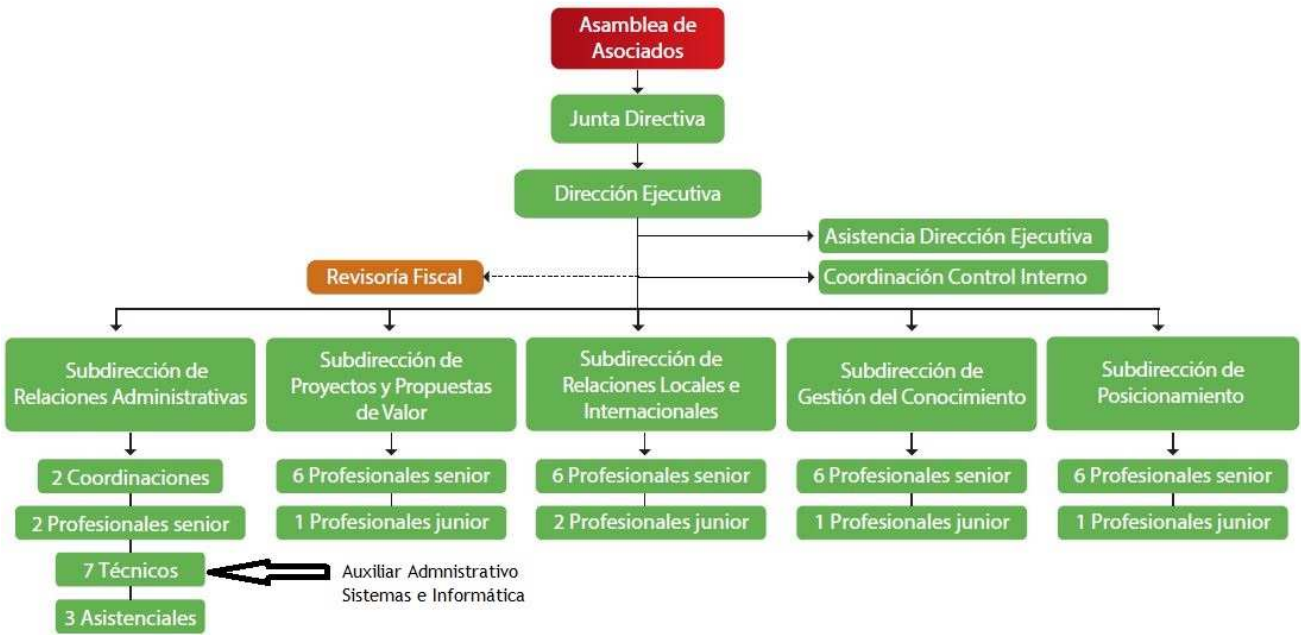 Asamblea de
Asociados
Junta Directiva
Dirección Ejecutiva
Asistencia Dirección Ejecutiva
Revisoría Fiscal
Coordinación Control Interno
Subdirección de
Relaciones Administrativas
Subdirección de
Proyectos y Propuestas
de Valor
Subdirección de
Relaciones Locales e
Internacionales
Subdirección de
Gestión del Conocimiento
Subdirección de
Posicionamiento
2 Coordinaciones
6 Profesionales senior
6 Profesionales senior
6 Profesionales senior
6 Profesionales senior
2 Profesionales senior
1 Profesionales junior
2 Profesionales junior
1 Profesionales junior
1 Profesionales junior
7 Técnicos
Auxiliar Admnistrativo
Sistemas e Informática
3 Asistenciales